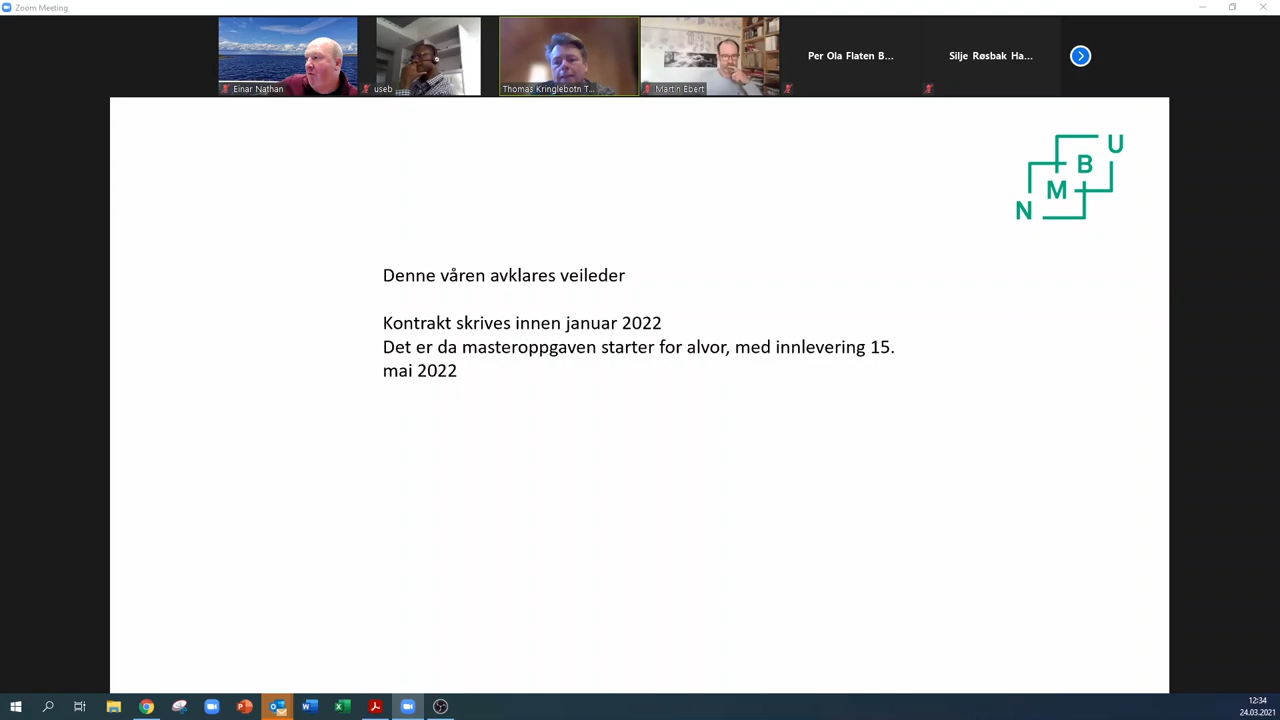 Zoom Meeting
Einar Nathan
useb
Thomas Kringlebotn T...
Martin Ebert
Per Ola Flaten B...
Silje Røsbak Ha...
N M B U
Denne våren avklares veileder
Kontrakt skrives innen januar 2022
Det er da masteroppgaven starter for alvor, med innlevering 15.
mai 2022
12:34
24.03.2021